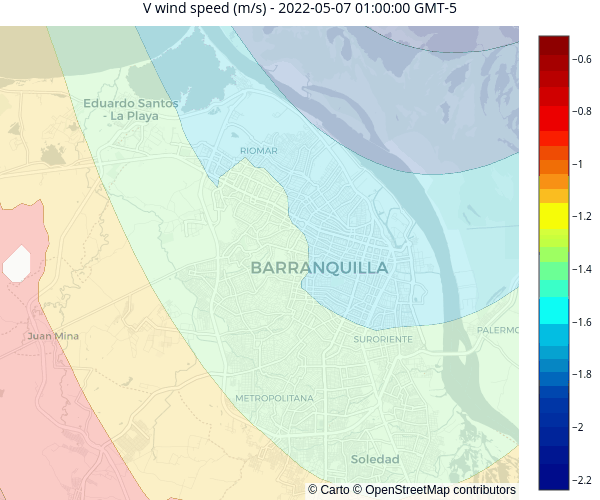 V wind speed (m/s) - 2022-05-07 01:00:00 GMT-5
Eduardo Santos
- La Playa
RIOMAR
BARRANQUILLA
Juan Mina
SURORIENTE
PALERMO
METROPOLITANA
Soledad
© Carto © OpenStreetMap contributors
−0.6
−0.8
−1
−1.2
−1.4
−1.6
−1.8
−2
−2.2